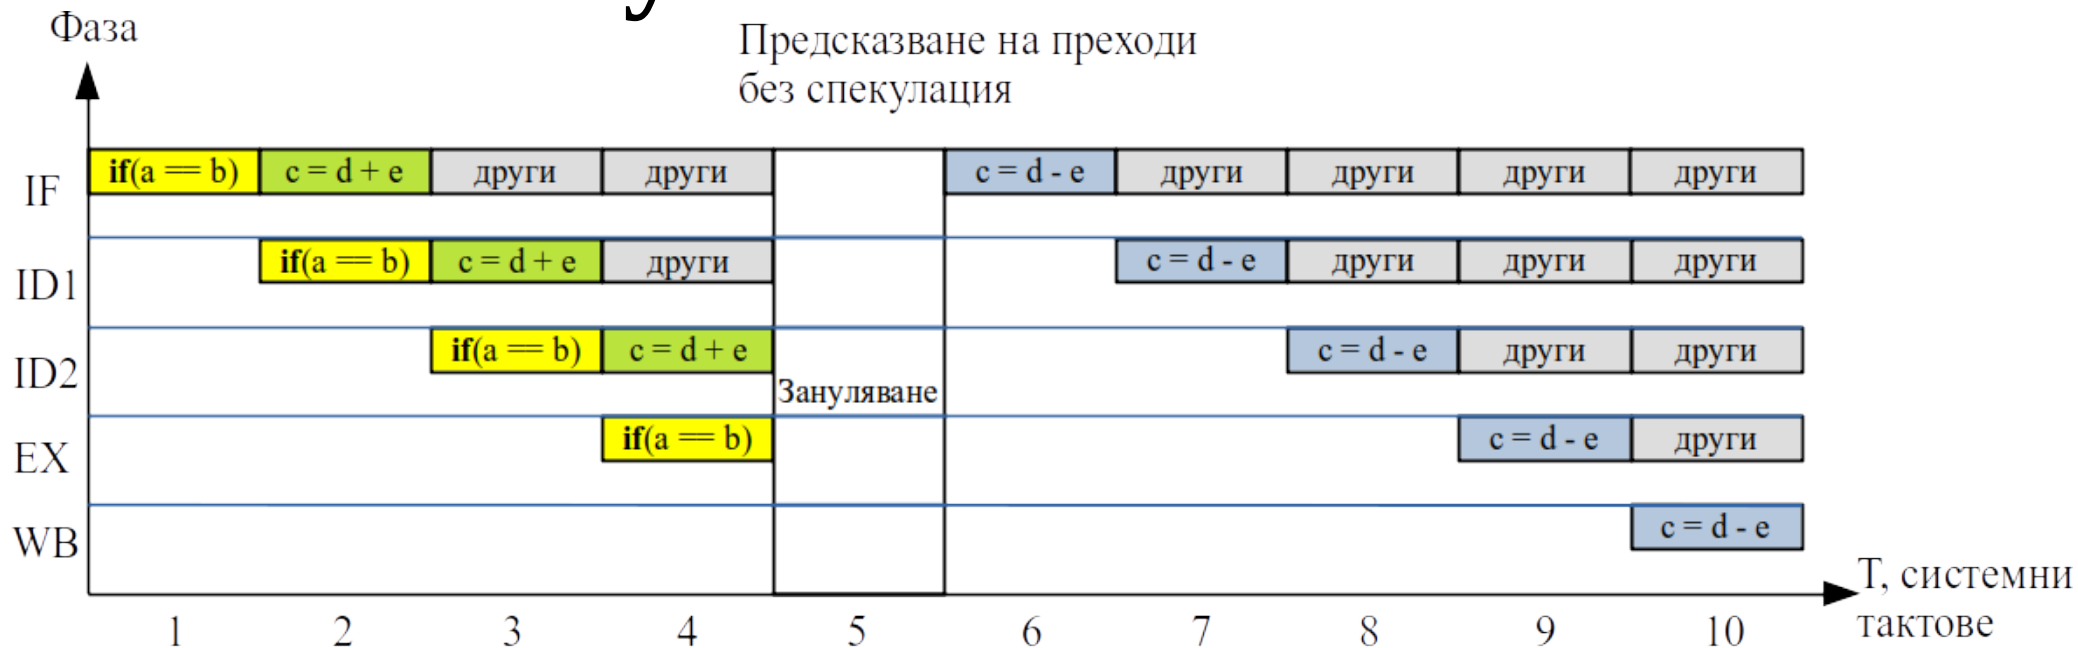 у
Фаза
Предсказване на преходи
без спекулация
IF if(a == b) c = d + e други други c = d - e други други други други
ID1 if(a == b) c = d + e други c = d - e други други други
ID2 if(a == b) c = d + e c = d - e други други
Зануляване
EX if(a == b) c = d - e други
WB c = d - e
T, системни
тактове
1 2 3 4 5 6 7 8 9 10